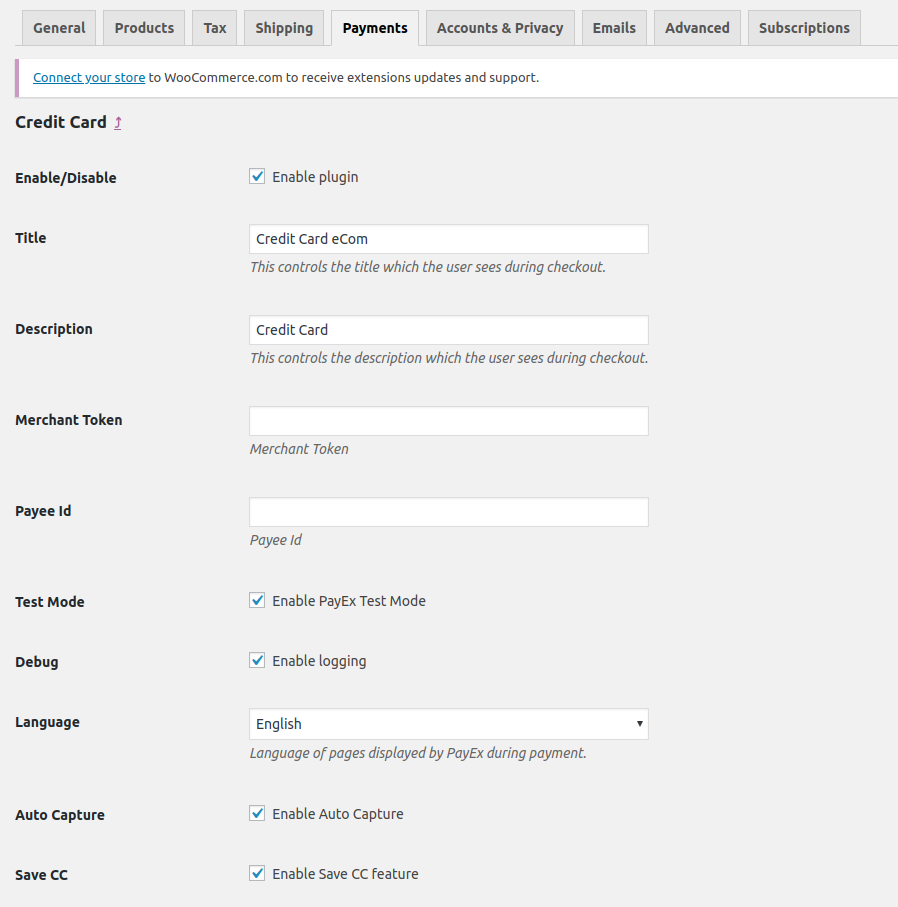 General Products Tax Shipping Payments Accounts & Privacy Emails Advanced Subscriptions
Connect your store to WooCommerce.com to receive extensions updates and support.
Credit Card ⤴
Enable/Disable Enable plugin
Title Credit Card eCom
This controls the title which the user sees during checkout.
Description Credit Card
This controls the description which the user sees during checkout.
Merchant Token
Merchant Token
Payee Id
Payee Id
Test Mode Enable PayEx Test Mode
Debug Enable logging
Language English
Language of pages displayed by PayEx during payment.
Auto Capture Enable Auto Capture
Save CC Enable Save CC feature